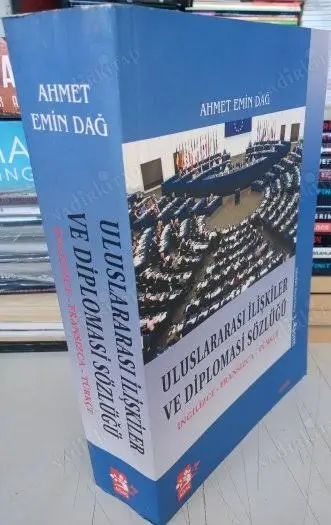 AHMET
EMİN DAĞ
ULUSLARARASI İLİŞKİLER
VE DİPLOMASİ SÖZLÜĞÜ
İNGİLİZCE - FRANSIZCA - TÜRKÇE
AHMET EMİN DAĞ
ULUSLARARASI İLİŞKİLER
VE DİPLOMASİ SÖZLÜĞÜ
İNGİLİZCE - FRANSIZCA - TÜRKÇE